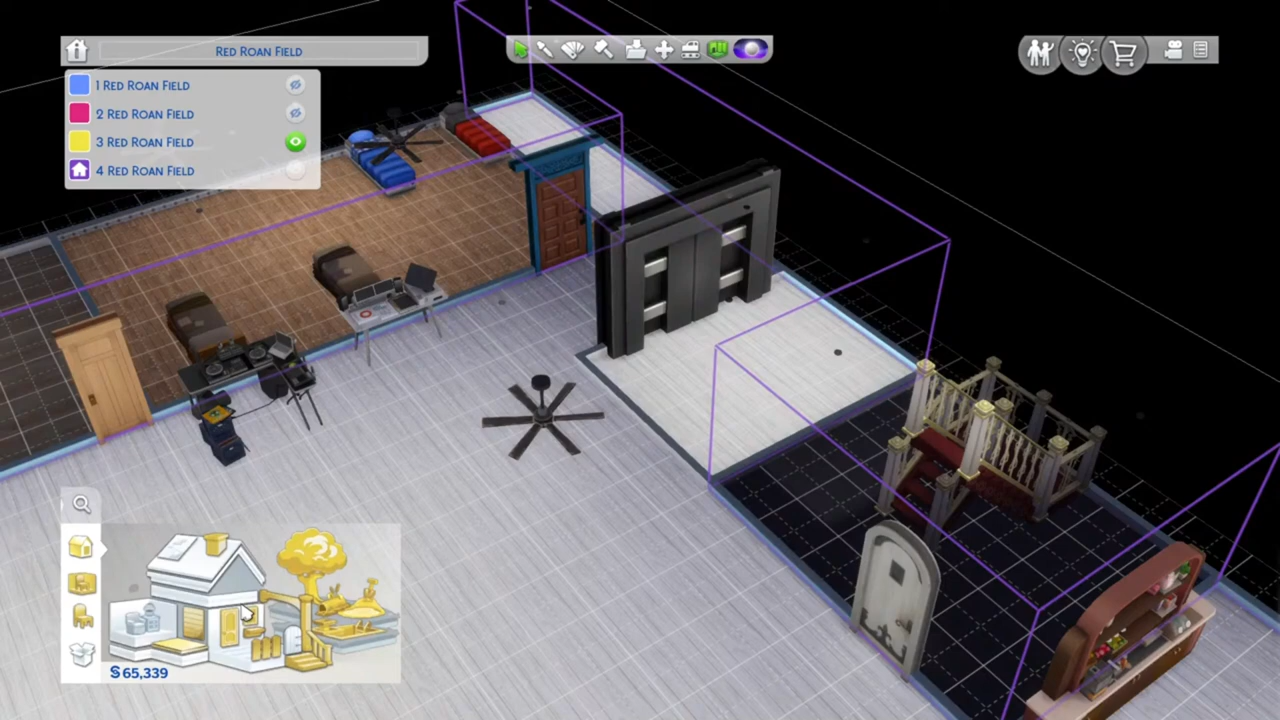 RED ROAN FIELD
1 RED ROAN FIELD
2 RED ROAN FIELD
3 RED ROAN FIELD
4 RED ROAN FIELD
§65,339